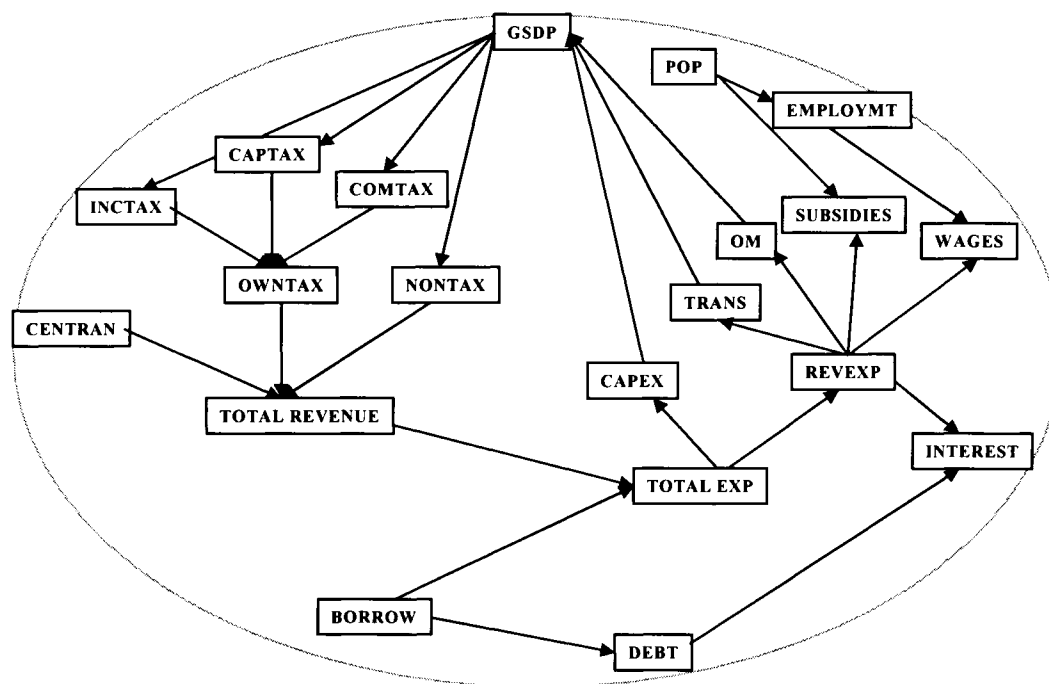 GSDP
POP
EMPLOYMT
CAPTAX
COMTAX
INCTAX
SUBSIDIES
OM
WAGES
OWNTAX
NONTAX
TRANS
CENTRAN
CAPEX
REVEXP
TOTAL REVENUE
INTEREST
TOTAL EXP
BORROW
DEBT